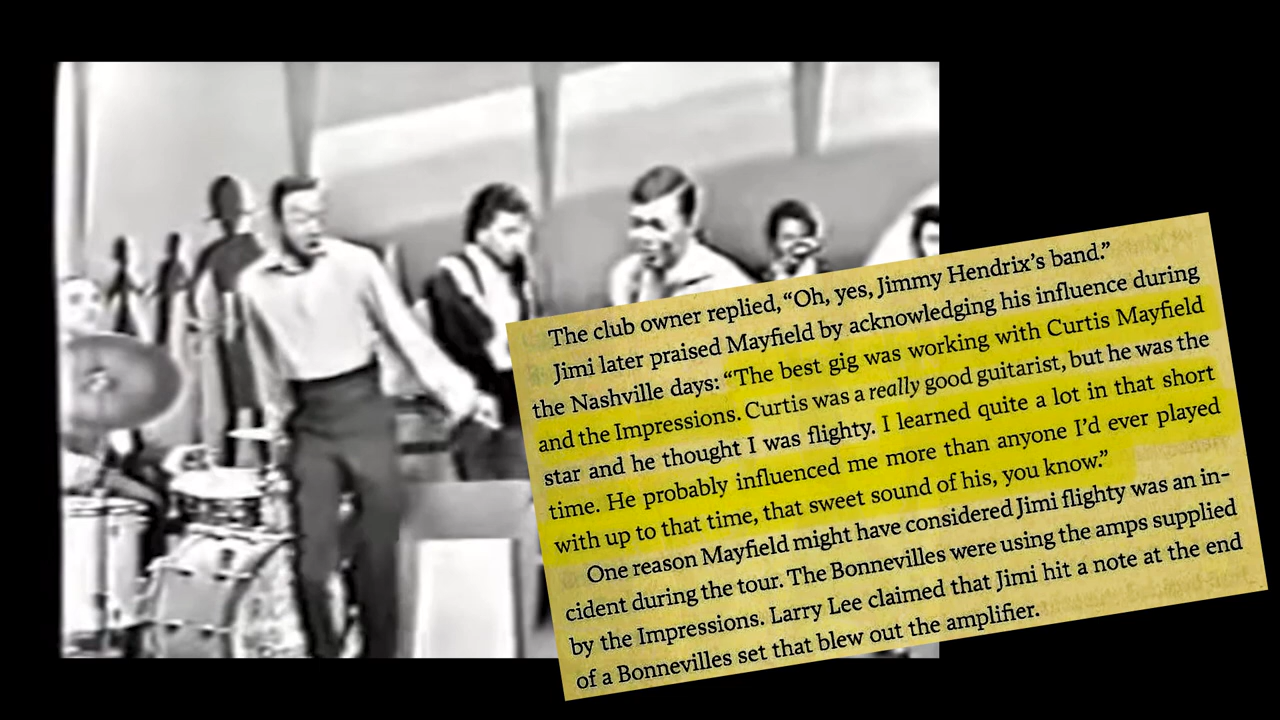 The club owner replied, “Oh, yes, Jimmy Hendrix’s band.”
Jimi later praised Mayfield by acknowledging his influence during
the Nashville days: “The best gig was working with Curtis Mayfield
and the Impressions. Curtis was a really good guitarist, but he was the
star and he thought I was flighty. I learned quite a lot in that short
time. He probably influenced me more than anyone I’d ever played
with up to that time, that sweet sound of his, you know.”
One reason Mayfield might have considered Jimi flighty was an in-
cident during the tour. The Bonnevilles were using the amps supplied
by the Impressions. Larry Lee claimed that Jimi hit a note at the end
of a Bonnevilles set that blew out the amplifier.